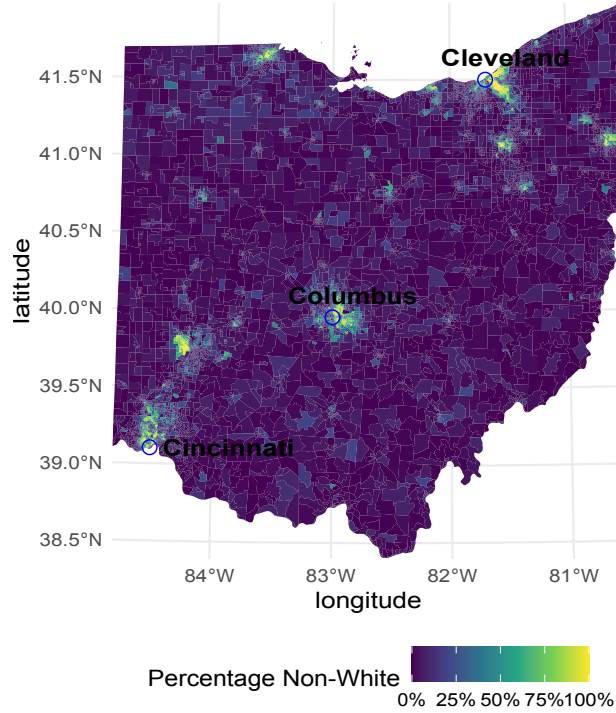 Cleveland
41.5°N
41.0°N
40.5°N
Columbus
40.0°N
39.5°N
Cincinnati
39.0°N
38.5°N
latitude
84°W 83°W 82°W 81°W
longitude
Percentage Non-White
0% 25% 50% 75% 100%